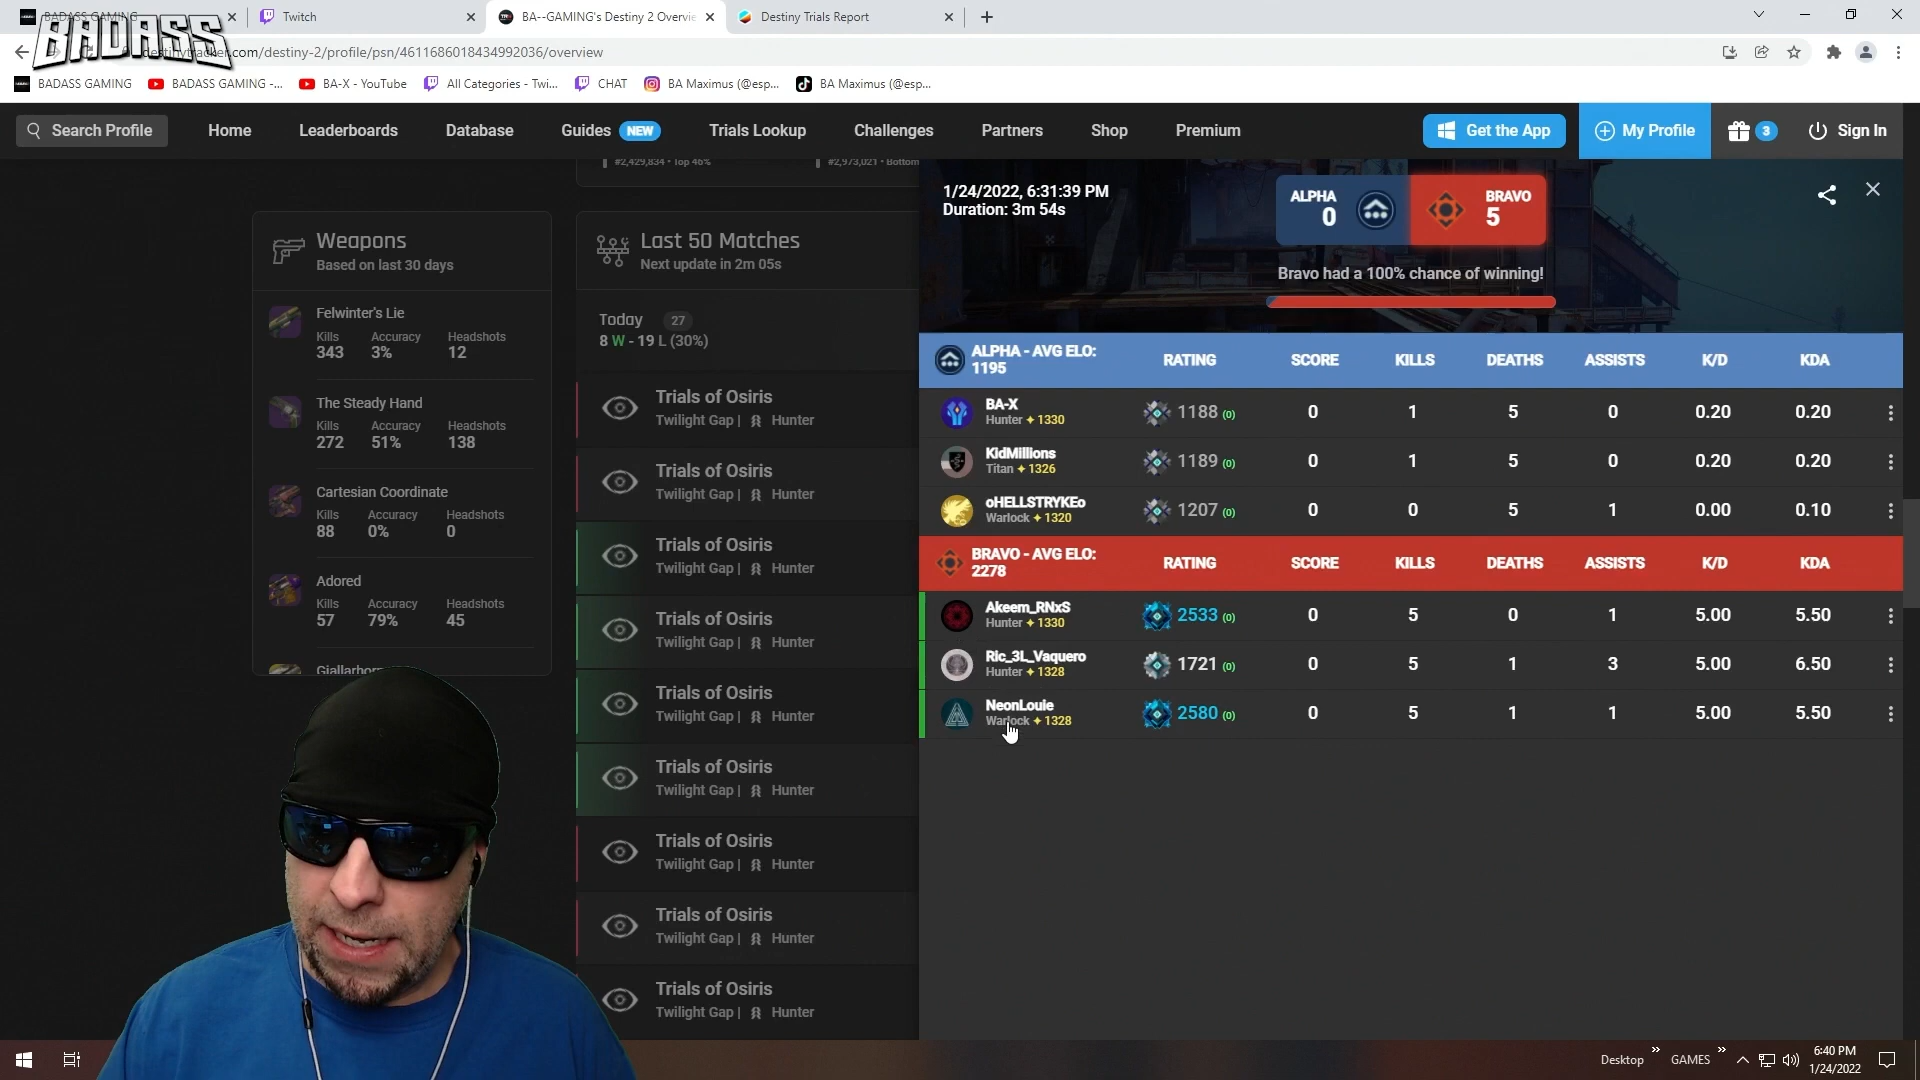 BADASS GAMING
Twitch
BA--GAMING's Destiny 2 Overvie
Destiny Trials Report
BADASS
destinytracker.com/destiny-2/profile/psn/4611686018434992036/overview
BADASS GAMING
BADASS GAMING -...
BA-X - YouTube
All Categories - Twi...
CHAT
BA Maximus (@esp...
BA Maximus (@esp...
Search Profile
Home
Leaderboards
Database
Guides NEW
Trials Lookup
Challenges
Partners
Shop
Premium
Get the App
My Profile
3
Sign In
#2,429,834 • Top 46%
#2,973,021 • Bottom
Weapons
Based on last 30 days
Felwinter's Lie
Kills Accuracy Headshots
343 3% 12
The Steady Hand
Kills Accuracy Headshots
272 51% 138
Cartesian Coordinate
Kills Accuracy Headshots
88 0% 0
Adored
Kills Accuracy Headshots
57 79% 45
Last 50 Matches
Next update in 2m 05s
Today 27
8 W - 19 L (30%)
Trials of Osiris
Twilight Gap | Hunter
Trials of Osiris
Twilight Gap | Hunter
Trials of Osiris
Twilight Gap | Hunter
Trials of Osiris
Twilight Gap | Hunter
Trials of Osiris
Twilight Gap | Hunter
Trials of Osiris
Twilight Gap | Hunter
Trials of Osiris
Twilight Gap | Hunter
Trials of Osiris
Twilight Gap | Hunter
Trials of Osiris
Twilight Gap | Hunter
1/24/2022, 6:31:39 PM
Duration: 3m 54s
ALPHA
0
BRAVO
5
Bravo had a 100% chance of winning!
ALPHA - AVG ELO:
1195
RATING SCORE KILLS DEATHS ASSISTS K/D KDA
BA-X
Hunter 1330
1188 (0) 0 1 5 0 0.20 0.20
KidMillions
Titan 1326
1189 (0) 0 1 5 0 0.20 0.20
oHELLSTRYKEo
Warlock 1320
1207 (0) 0 0 5 1 0.00 0.10
BRAVO - AVG ELO:
2278
RATING SCORE KILLS DEATHS ASSISTS K/D KDA
Akeem_RNxS
Hunter 1330
2533 (0) 0 5 0 1 5.00 5.50
Ric_3L_Vaquero
Hunter 1328
1721 (0) 0 5 1 3 5.00 6.50
NeonLouie
Warlock 1328
2580 (0) 0 5 1 1 5.00 5.50
Desktop
GAMES
6:40 PM
1/24/2022